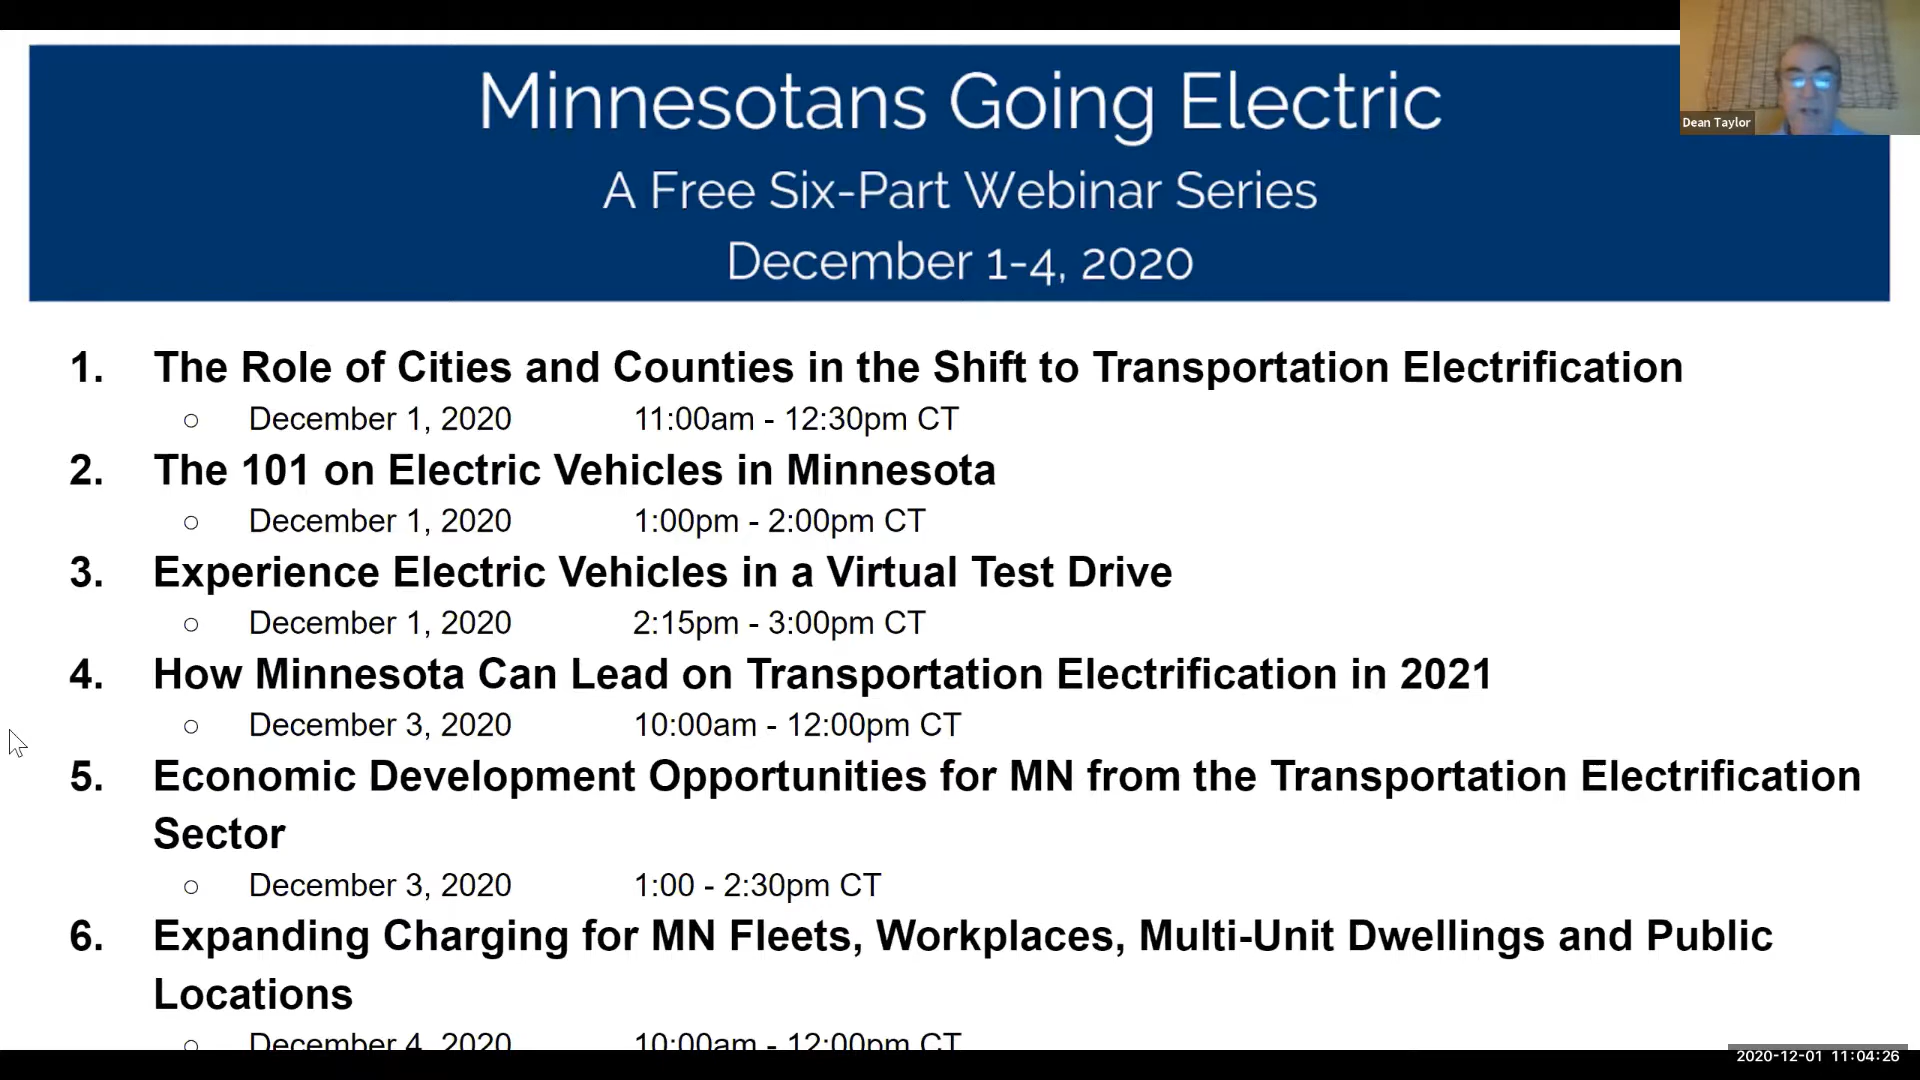 Minnesotans Going Electric
A Free Six-Part Webinar Series
December 1-4, 2020
Dean Taylor
1. The Role of Cities and Counties in the Shift to Transportation Electrification
○ December 1, 2020 11:00am - 12:30pm CT
2. The 101 on Electric Vehicles in Minnesota
○ December 1, 2020 1:00pm - 2:00pm CT
3. Experience Electric Vehicles in a Virtual Test Drive
○ December 1, 2020 2:15pm - 3:00pm CT
4. How Minnesota Can Lead on Transportation Electrification in 2021
○ December 3, 2020 10:00am - 12:00pm CT
5. Economic Development Opportunities for MN from the Transportation Electrification
Sector
○ December 3, 2020 1:00 - 2:30pm CT
6. Expanding Charging for MN Fleets, Workplaces, Multi-Unit Dwellings and Public
Locations
○ December 4, 2020 10:00am - 12:00pm CT
2020-12-01 11:04:26